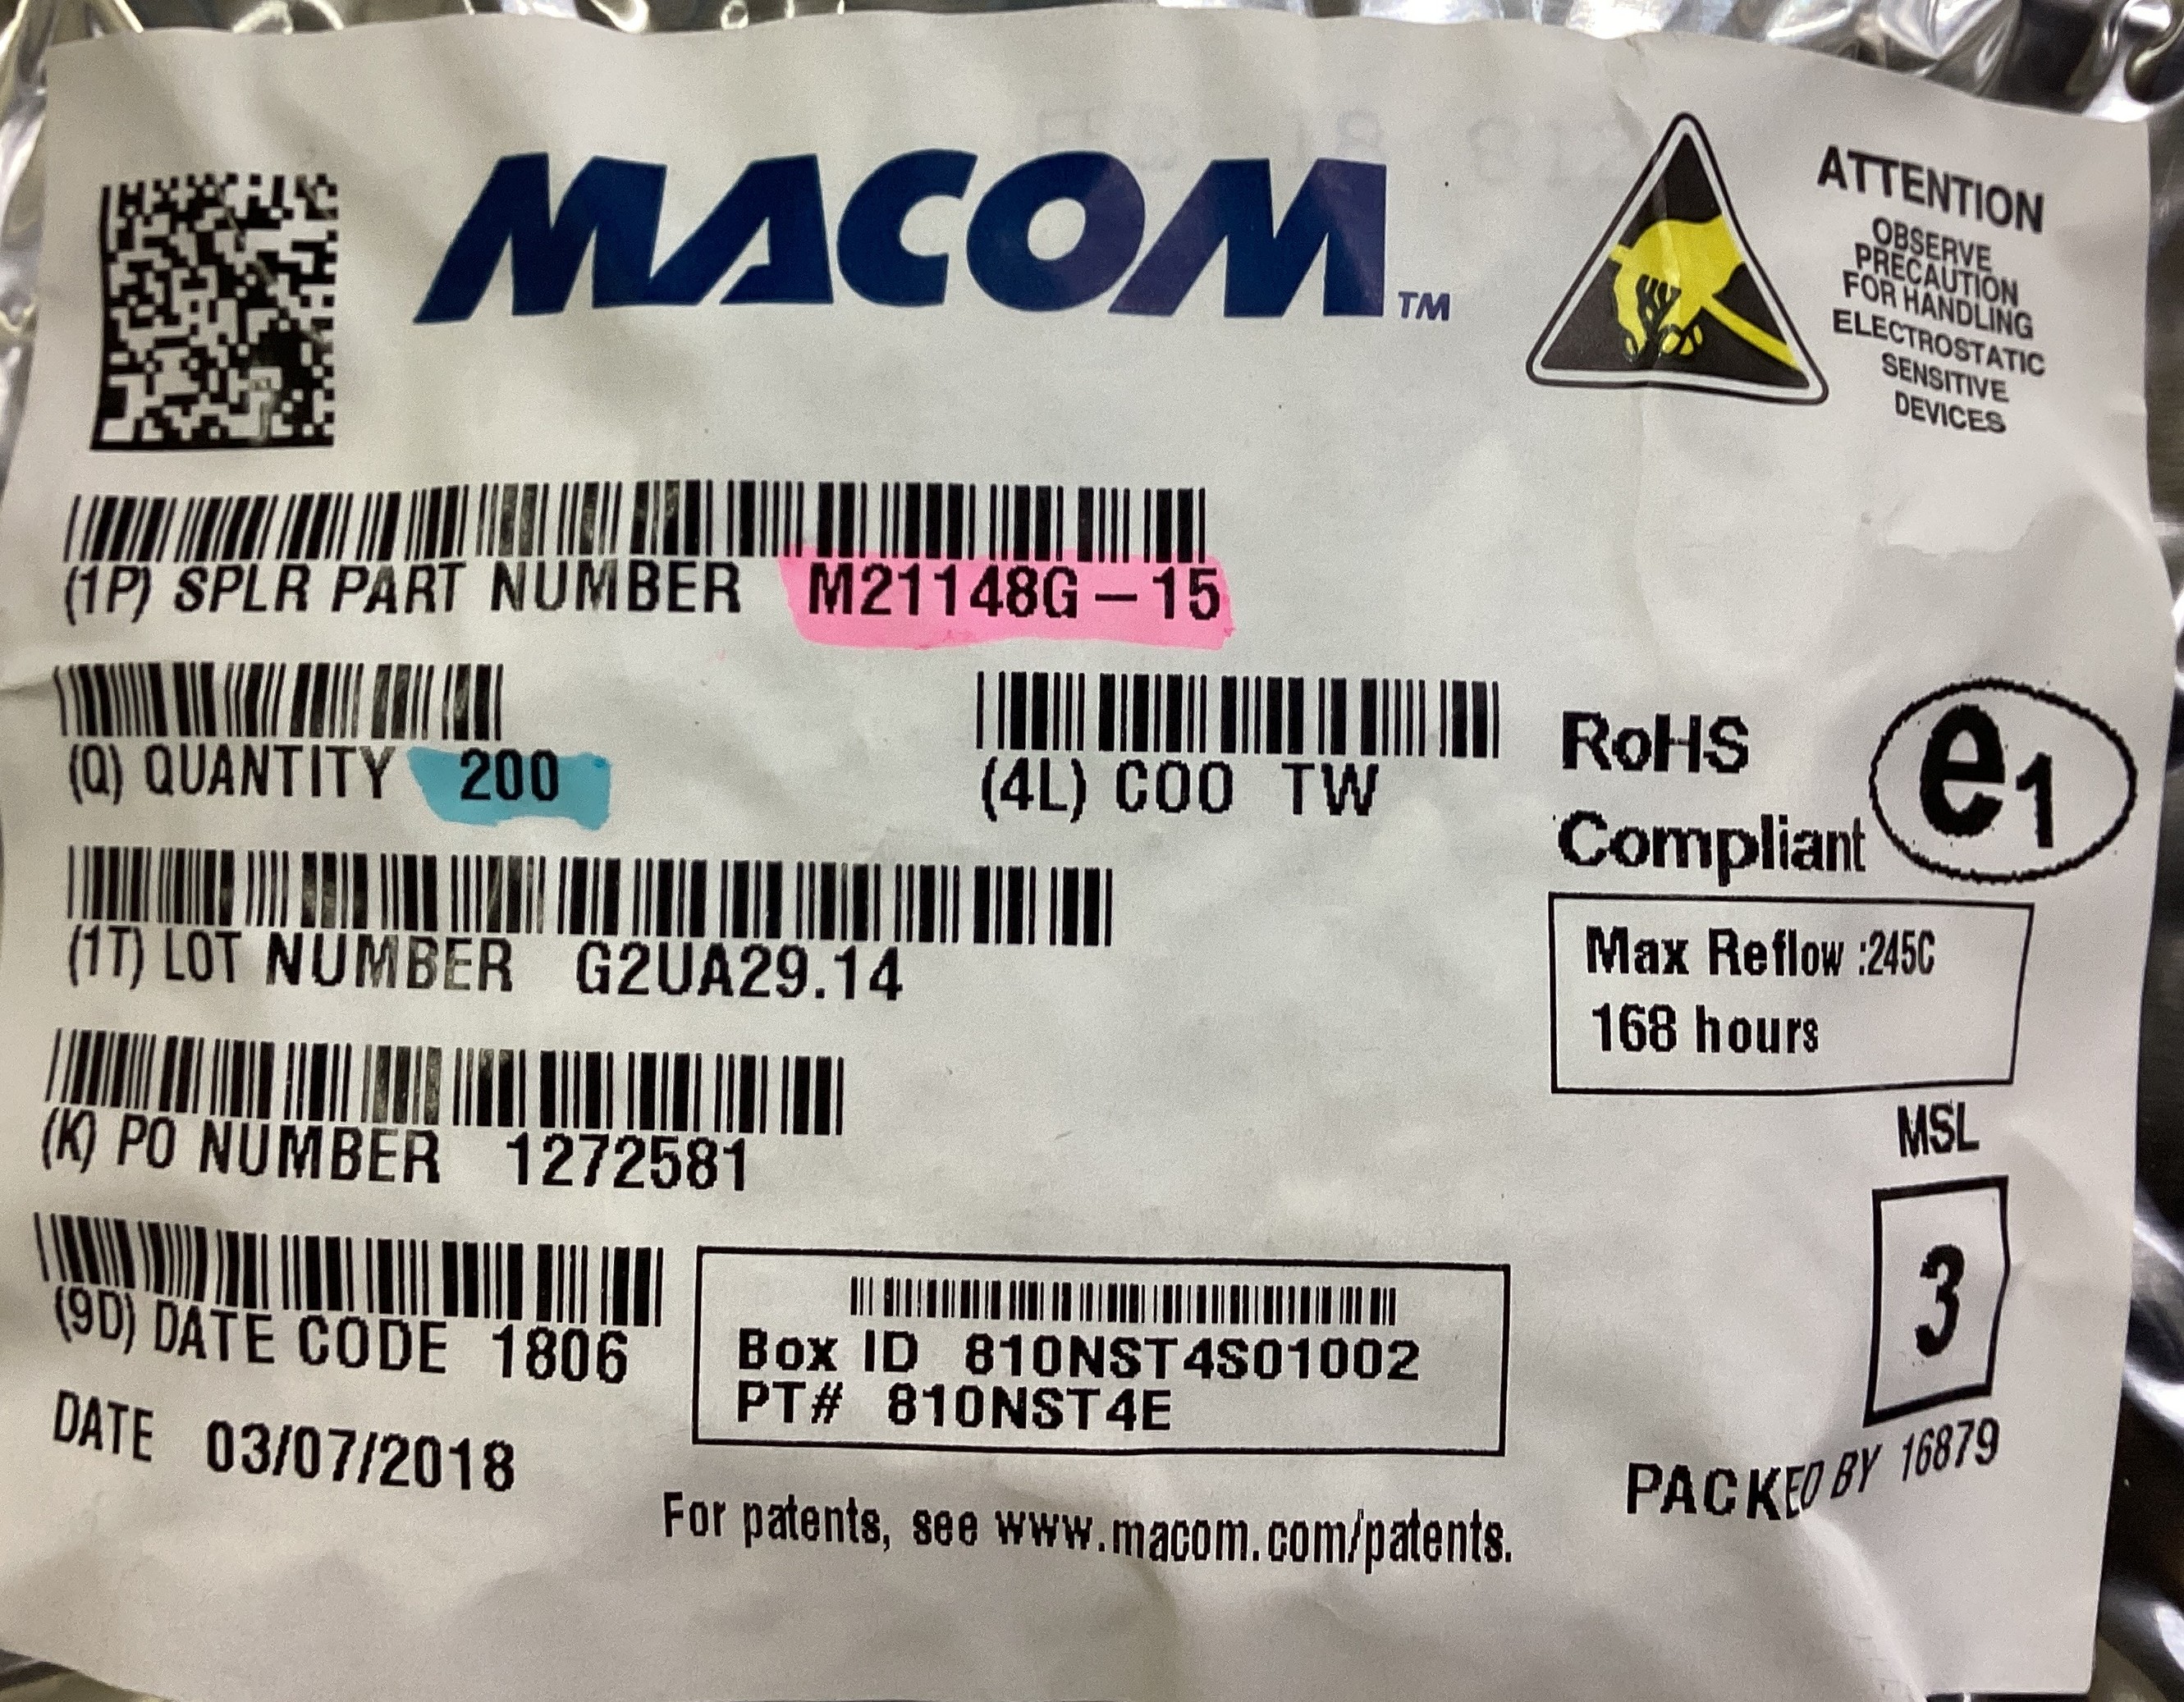 MACOM™
ATTENTION
OBSERVE
PRECAUTION
FOR HANDLING
ELECTROSTATIC
SENSITIVE
DEVICES
(1P) SPLR PART NUMBER M21148G-15
(Q) QUANTITY 200
(4L) COO TW
RoHS
Compliant
e1
(1T) LOT NUMBER G2UA29.14
Max Reflow :245C
168 hours
(K) PO NUMBER 1272581
MSL
3
(9D) DATE CODE 1806
Box ID 810NST4S01002
PT# 810NST4E
DATE 03/07/2018
PACKED BY 16879
For patents, see www.macom.com/patents.